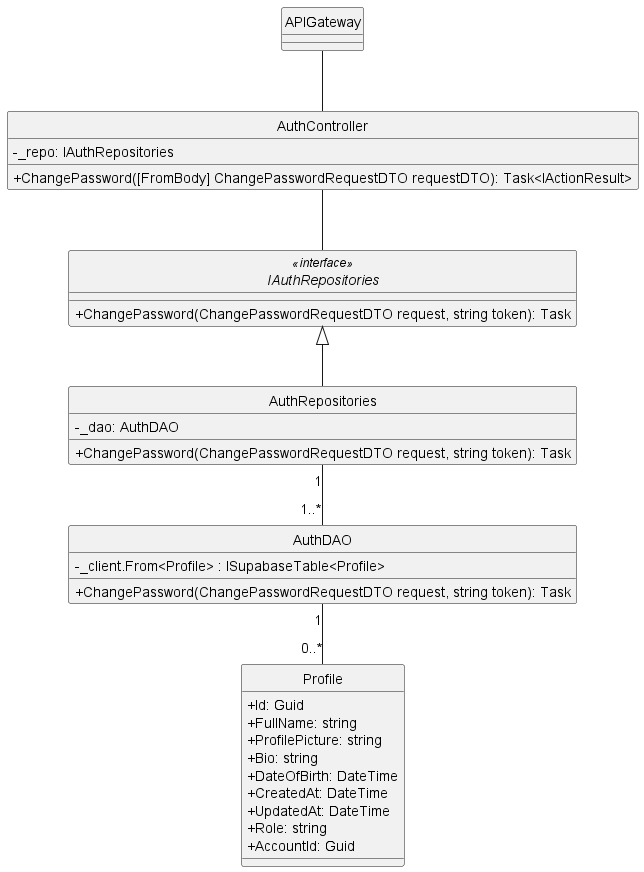 APIGateway
AuthController
-_repo: IAuthRepositories
+ChangePassword([FromBody] ChangePasswordRequestDTO requestDTO): Task<IActionResult>
«interface»
IAuthRepositories
+ChangePassword(ChangePasswordRequestDTO request, string token): Task
AuthRepositories
-_dao: AuthDAO
+ChangePassword(ChangePasswordRequestDTO request, string token): Task
1
1..*
AuthDAO
-_client.From<Profile> : ISupabaseTable<Profile>
+ChangePassword(ChangePasswordRequestDTO request, string token): Task
1
0..*
Profile
+Id: Guid
+FullName: string
+ProfilePicture: string
+Bio: string
+DateOfBirth: DateTime
+CreatedAt: DateTime
+UpdatedAt: DateTime
+Role: string
+AccountId: Guid